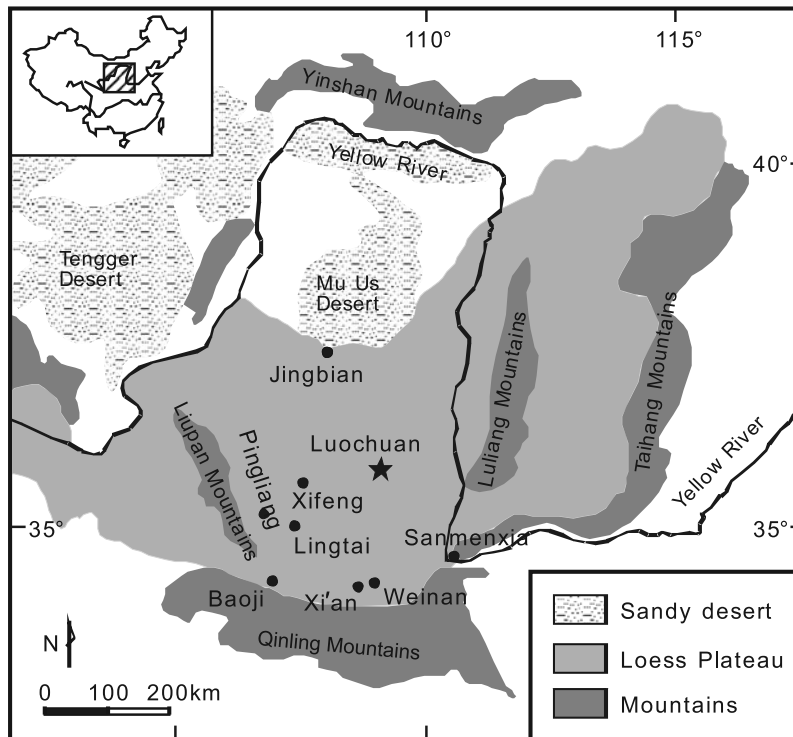 110°
115°
Yinshan Mountains
Yellow River
40°
Tengger
Desert
Mu Us
Desert
Jingbian
Liupan Mountains
Pingliang
Luochuan
Xifeng
Lingtai
Luliang Mountains
Taihang Mountains
Yellow River
35°
35°
Sanmenxia
Baoji
Xi'an
Weinan
Qinling Mountains
N
0 100 200km
Sandy desert
Loess Plateau
Mountains